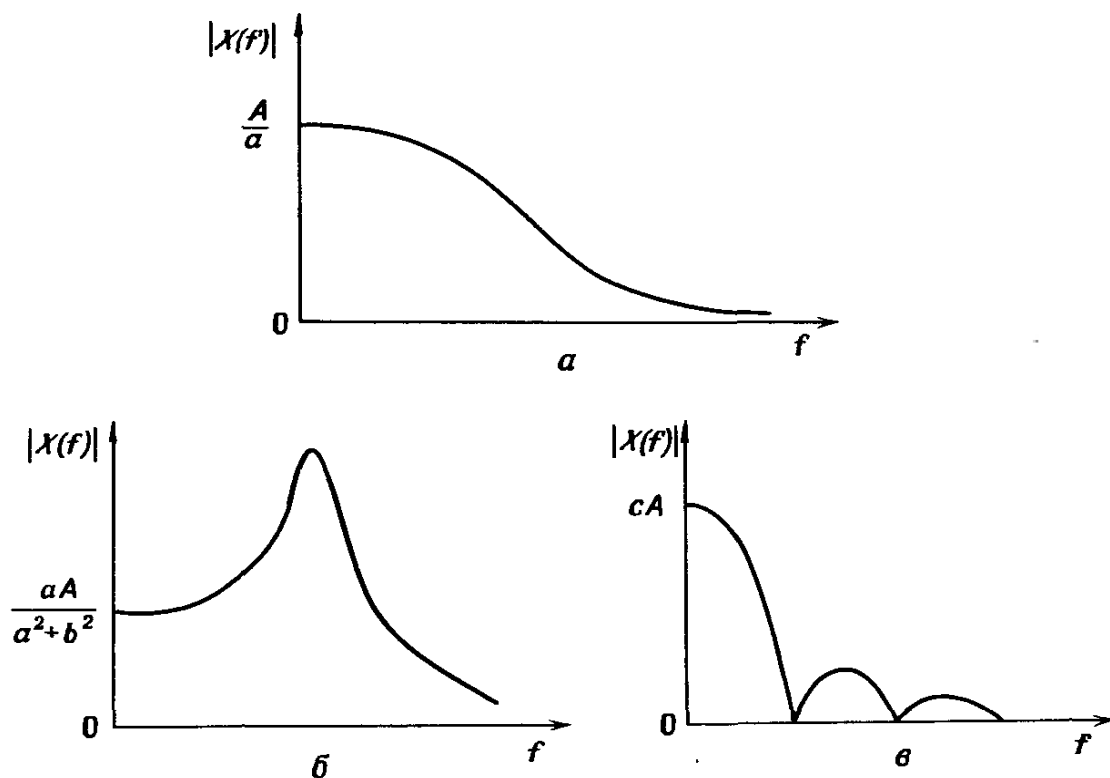 |X(f)|
A/a
0
f
а
|X(f)|
aA/a²+b²
0
f
б
|X(f)|
cA
0
f
в